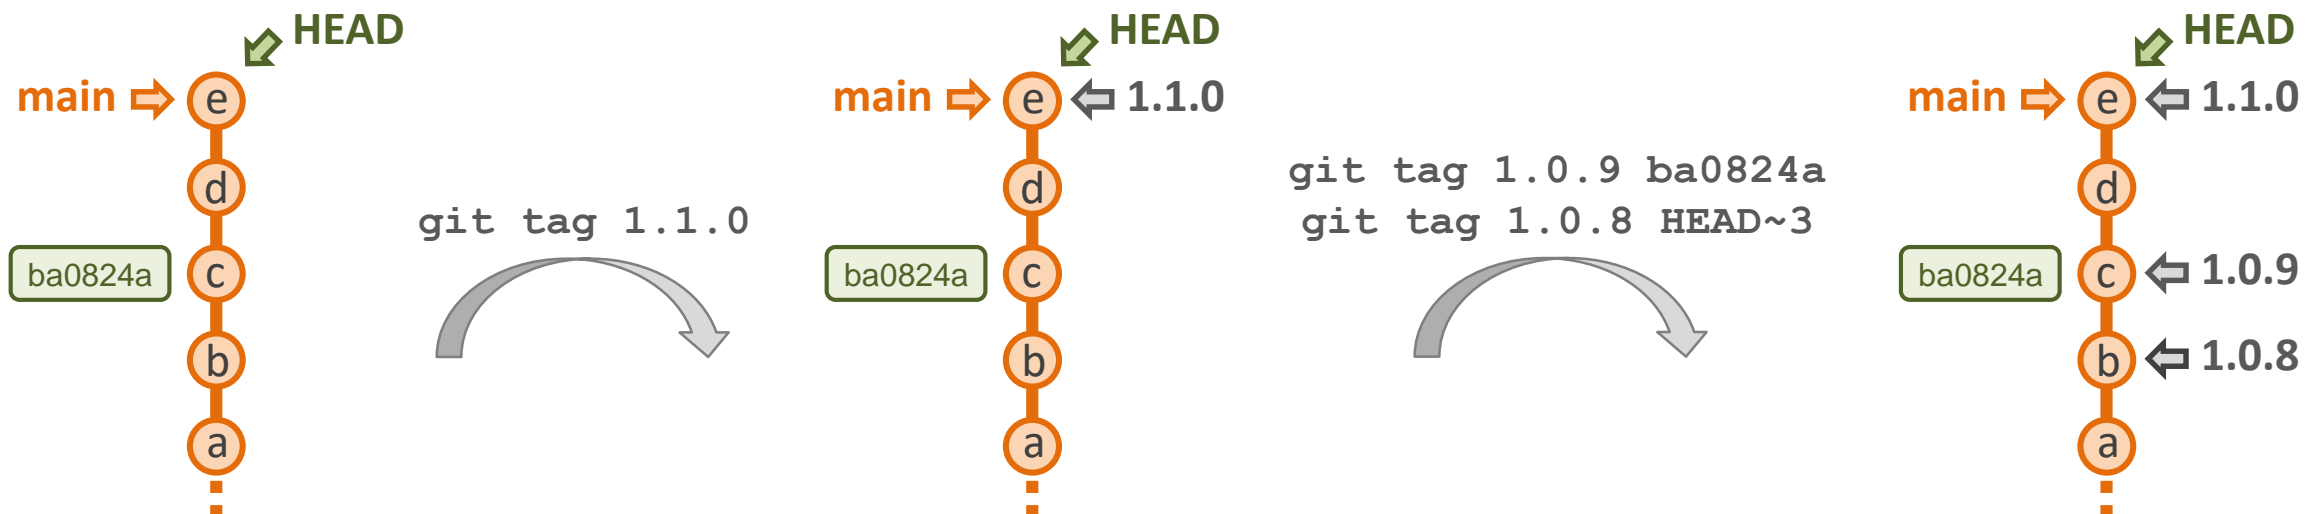 HEAD
main
e
d
ba0824a
c
b
a
git tag 1.1.0
HEAD
main
e
1.1.0
d
ba0824a
c
b
a
git tag 1.0.9 ba0824a
git tag 1.0.8 HEAD~3
HEAD
main
e
1.1.0
d
ba0824a
c
1.0.9
b
1.0.8
a